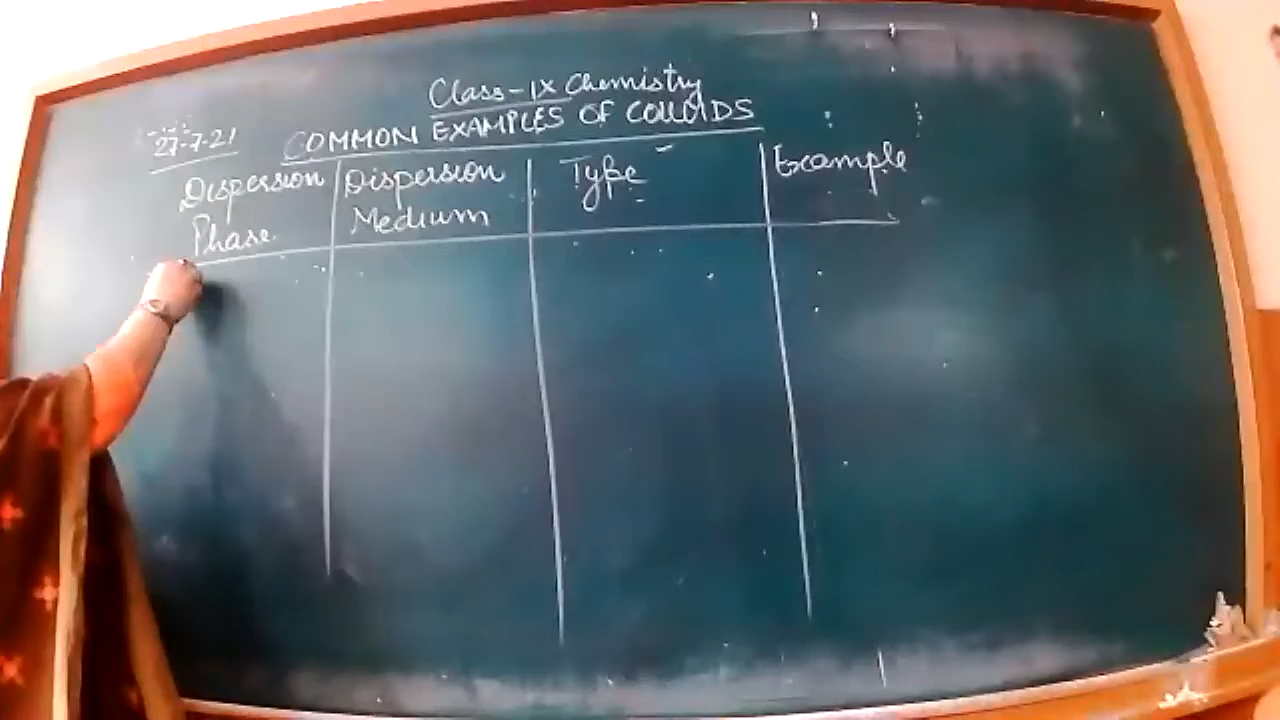 Class-IX Chemistry
27-7-21
COMMON EXAMPLES OF COLLOIDS
Dispersion Phase.
Dispersion Medium
Type
Example